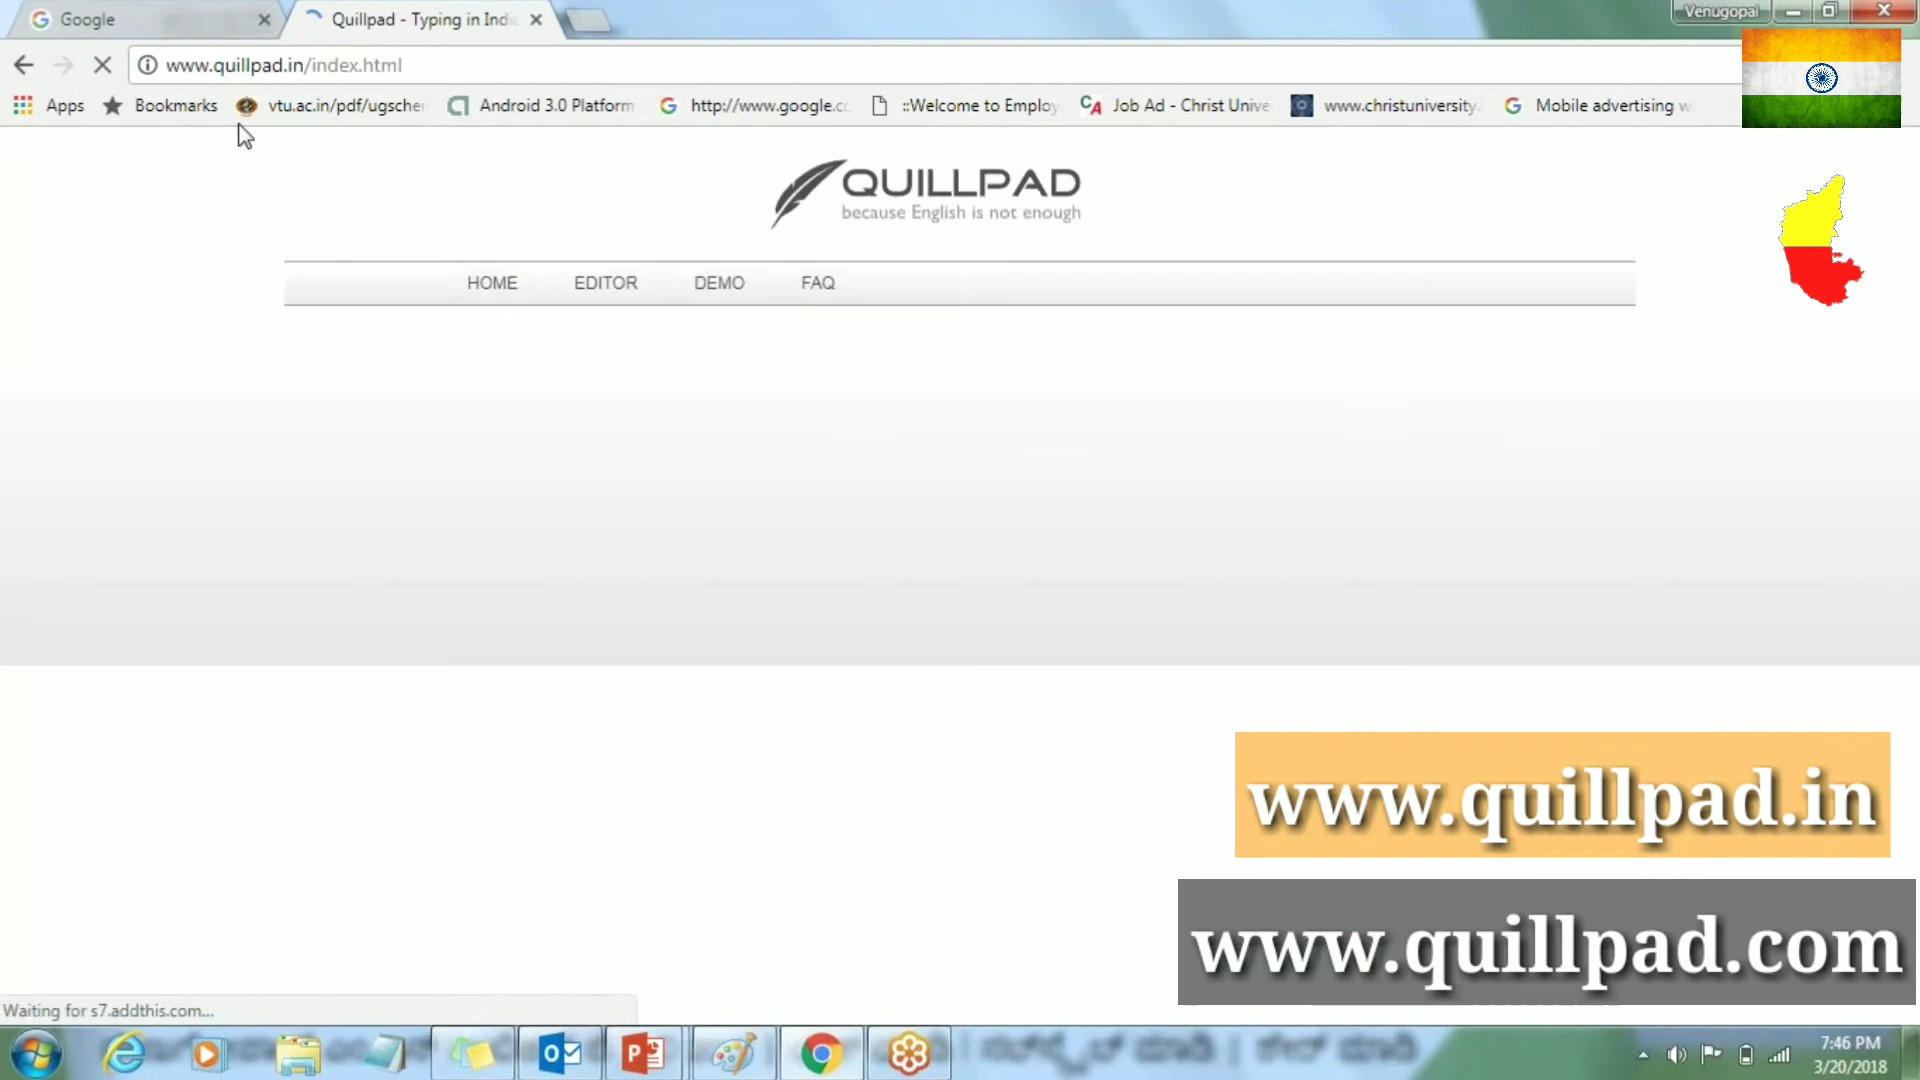 Google
Quillpad - Typing in Indi
Venugopal
www.quillpad.in/index.html
Apps
Bookmarks
vtu.ac.in/pdf/ugschem
Android 3.0 Platform
http://www.google.co
::Welcome to Employ
Job Ad - Christ Unive
www.christuniversity.
Mobile advertising w
QUILLPAD
because English is not enough
HOME
EDITOR
DEMO
FAQ
www.quillpad.in
www.quillpad.com
Waiting for s7.addthis.com...
7:46 PM
3/20/2018